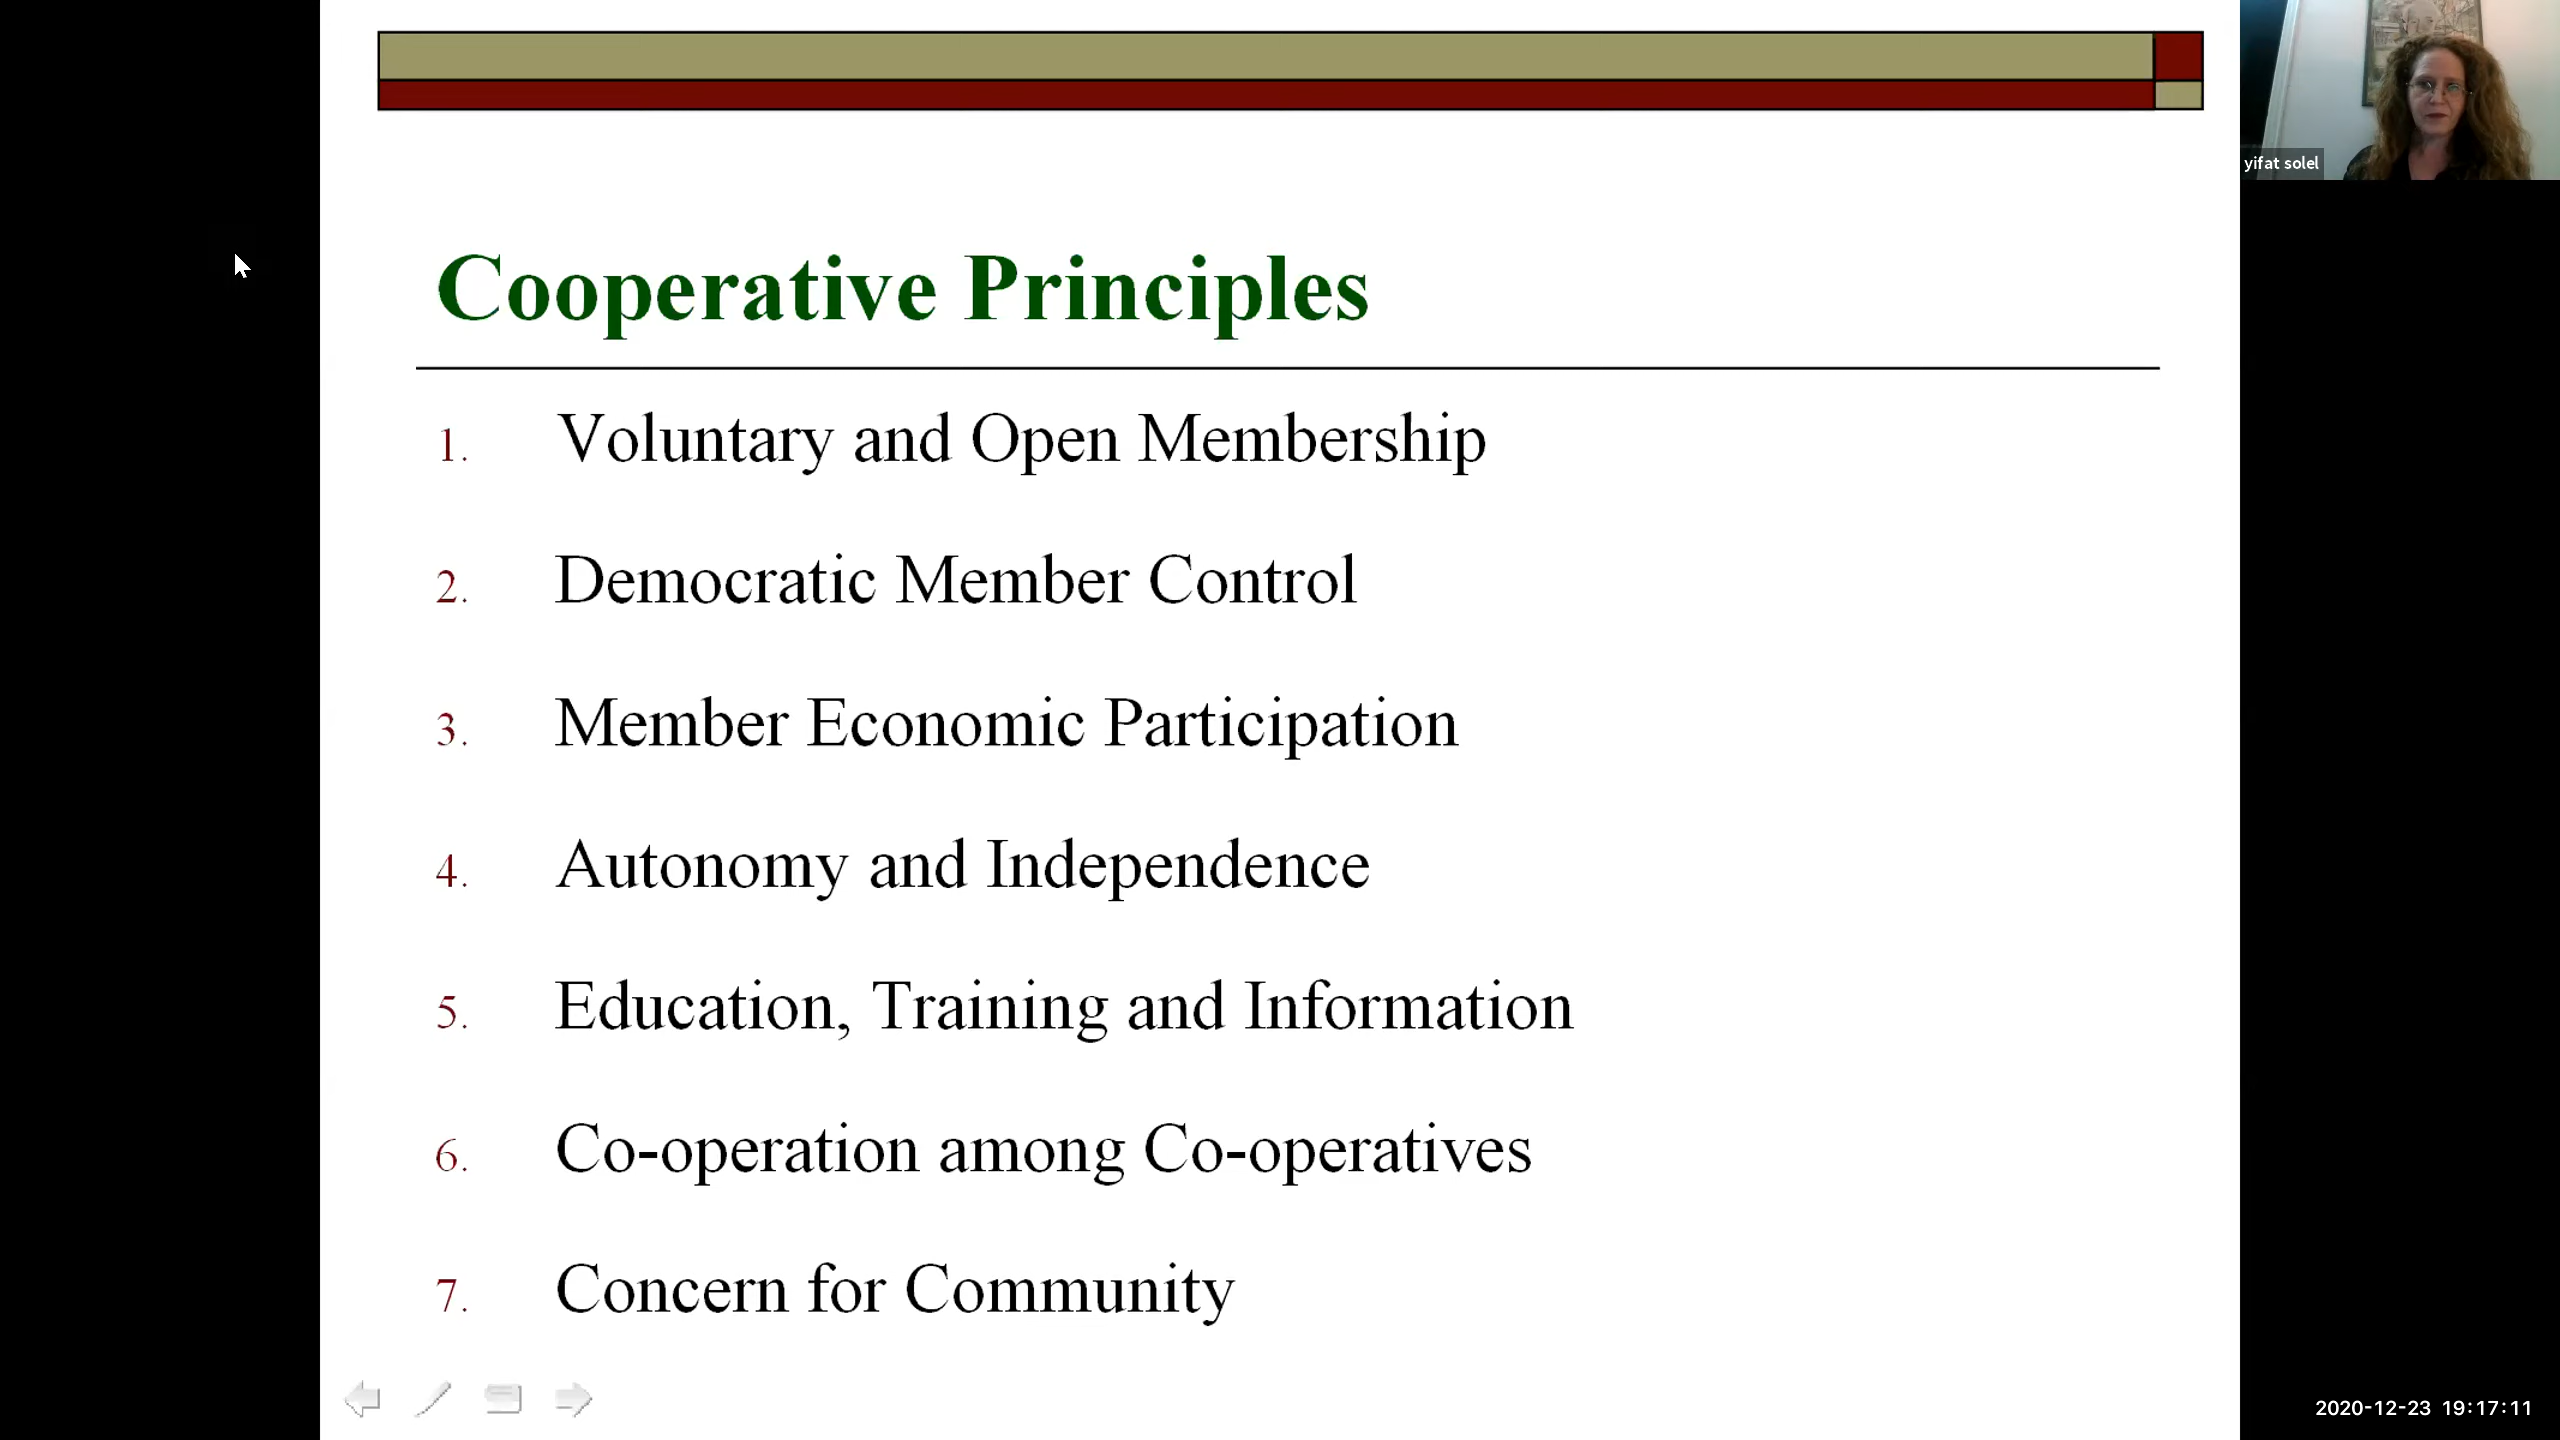 yifat solel
Cooperative Principles
1. Voluntary and Open Membership
2. Democratic Member Control
3. Member Economic Participation
4. Autonomy and Independence
5. Education, Training and Information
6. Co-operation among Co-operatives
7. Concern for Community
2020-12-23 19:17:11